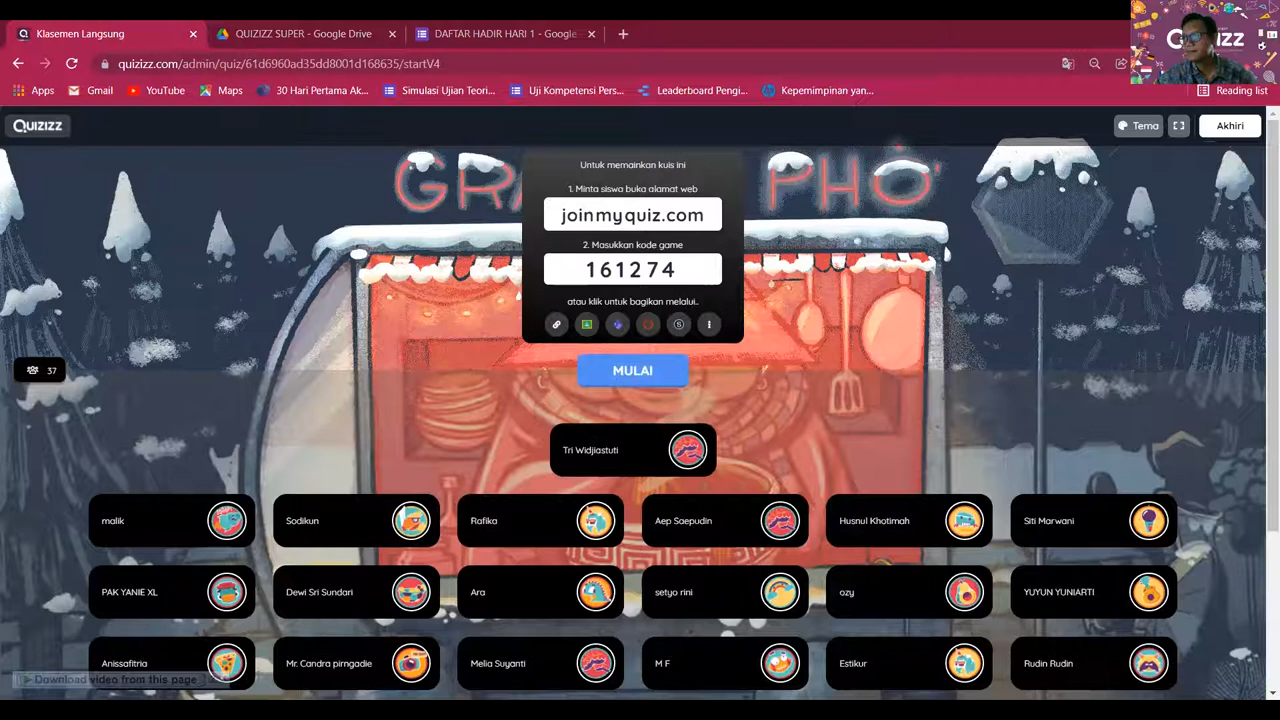 Klasemen Langsung
QUIZIZZ SUPER - Google Drive
DAFTAR HADIR HARI 1 - Google
quizizz.com/admin/quiz/61d6960ad35dd8001d168635/startV4
Apps
Gmail
YouTube
Maps
30 Hari Pertama Ak...
Simulasi Ujian Teori...
Uji Kompetensi Pers...
Leaderboard Pengi...
Kepemimpinan yan...
Reading list
QUIZIZZ
Tema
Akhiri
Untuk memainkan kuis ini
1. Minta siswa buka alamat web
joinmyquiz.com
2. Masukkan kode game
161274
atau klik untuk bagikan melalui..
37
MULAI
Tri Widjiastuti
malik
Sodikun
Rafika
Aep Saepudin
Husnul Khotimah
Siti Marwani
PAK YANIE XL
Dewi Sri Sundari
Ara
setyo rini
ozy
YUYUN YUNIARTI
Anissafitria
Mr. Candra pirngadie
Melia Suyanti
M F
Estikur
Rudin Rudin
Download video from this page